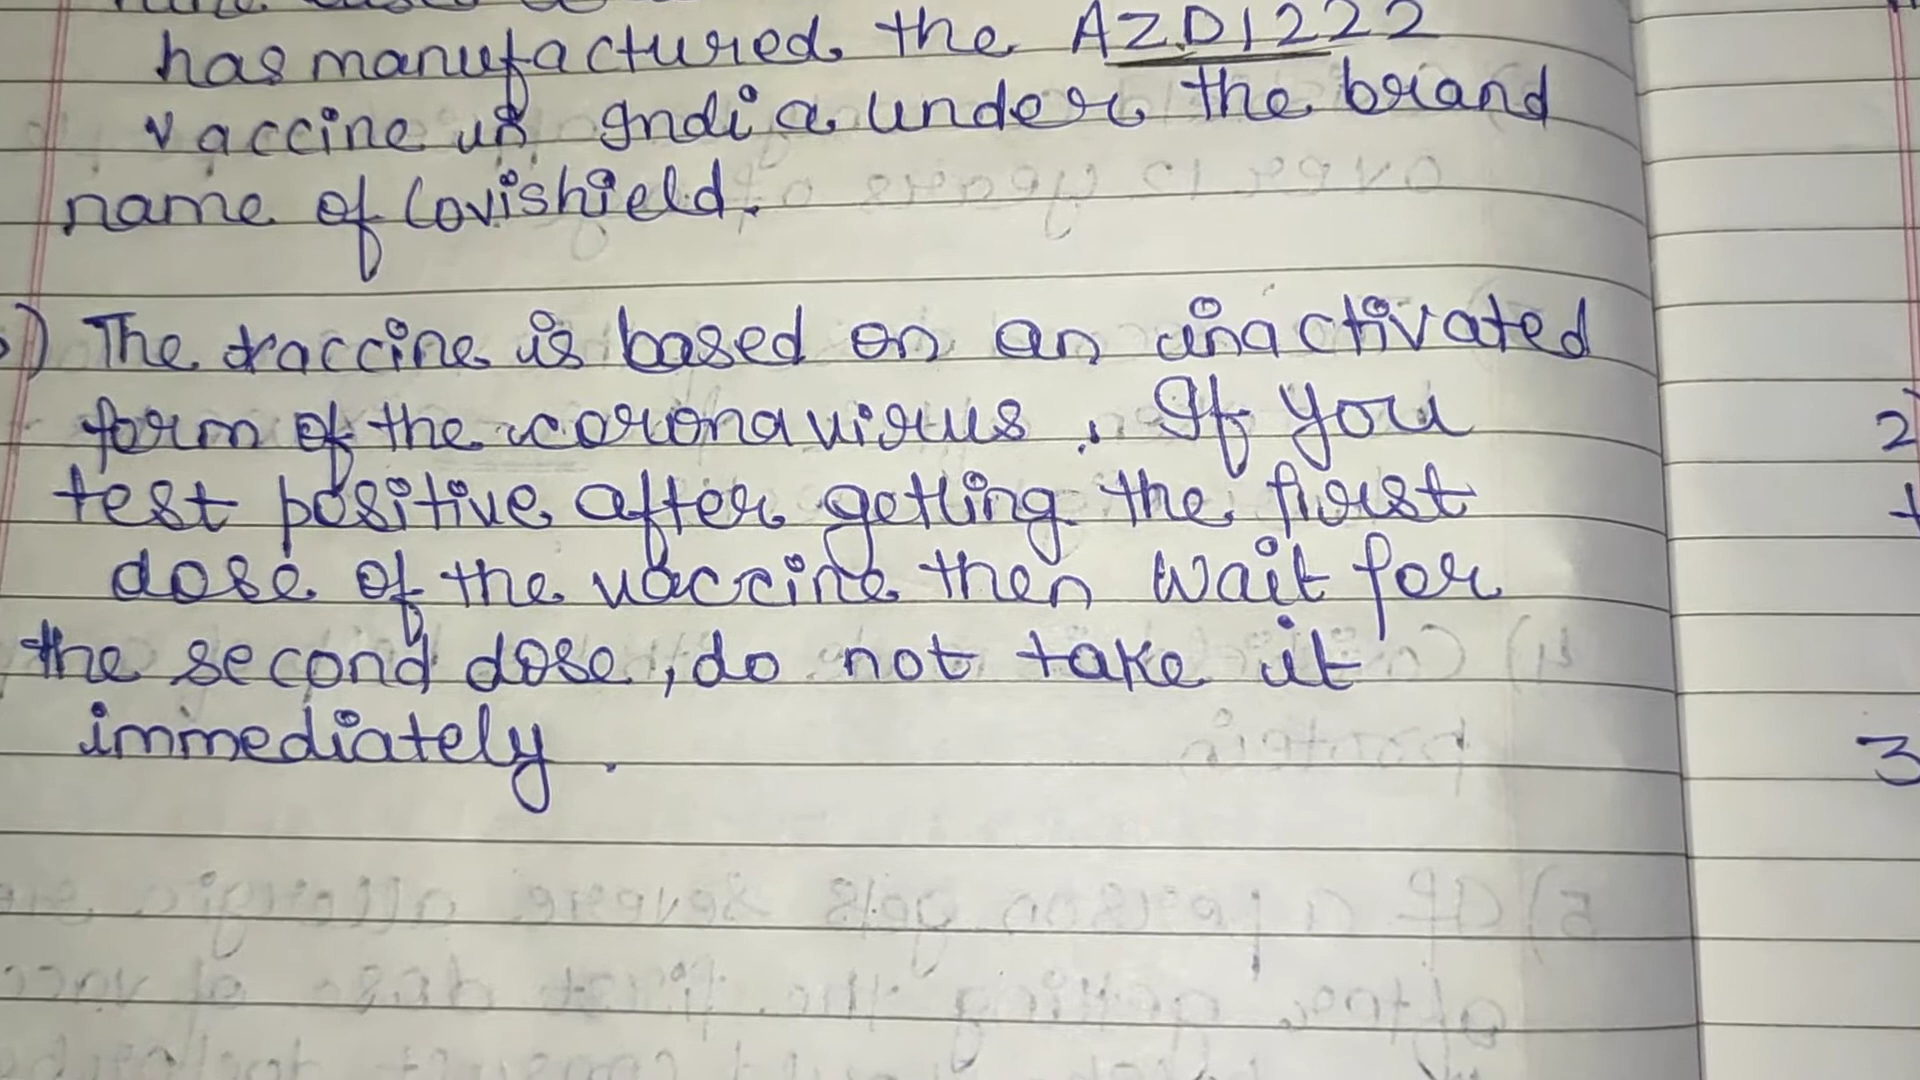 has manufactured the AZD1222
vaccine in India under the brand
name of Covishield.
) The vaccine is based on an inactivated
form of the coronavirus. If you
test positive after getting the first
dose of the vaccine then wait for
the second dose, do not take it
immediately.
2
3